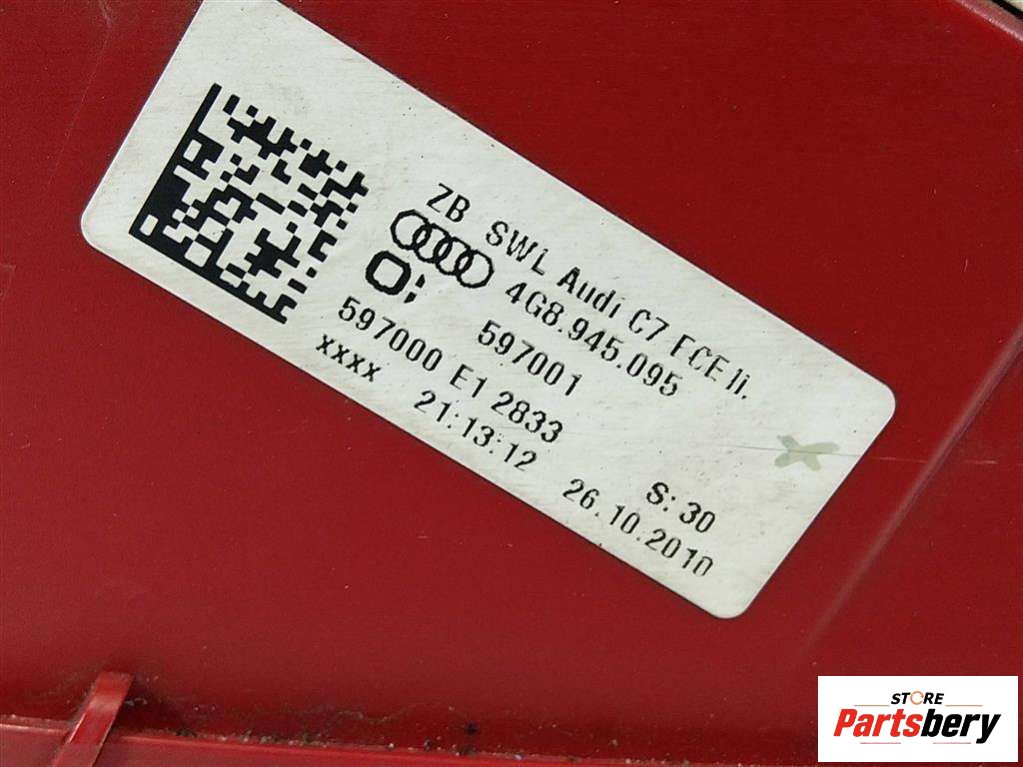 ZB SWL Audi C7 ECE li.
4G8.945.095
597001
597000 E1 2833
S: 30
xxxx 21:13:12 26.10.2010
STORE
Partsbery